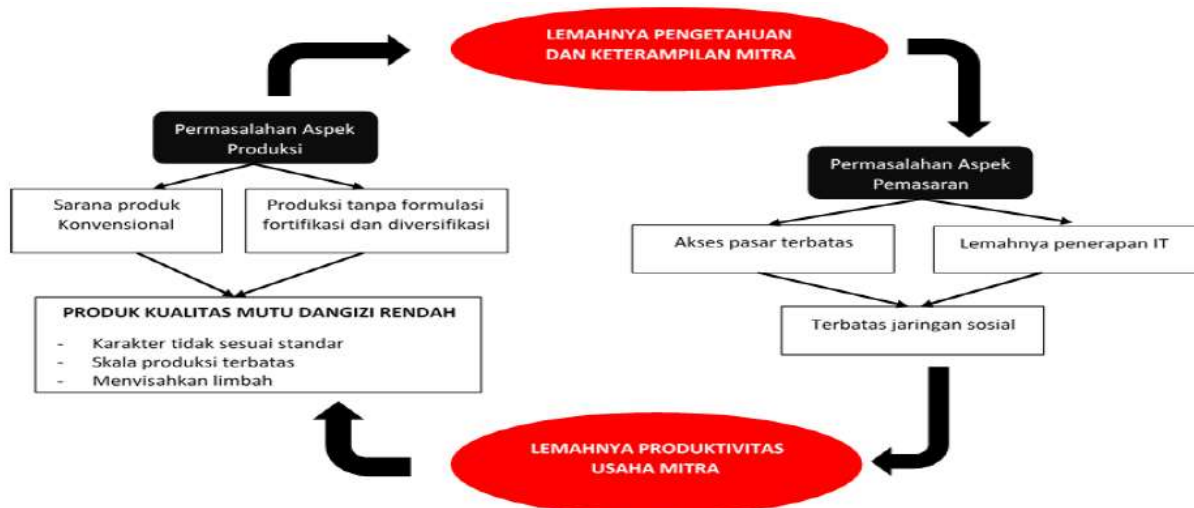 LEMAHNYA PENGETAHUAN
DAN KETERAMPILAN MITRA
Permasalahan Aspek
Produksi
Sarana produk
Konvensional
Produksi tanpa formulasi
fortifikasi dan diversifikasi
PRODUK KUALITAS MUTU DANGIZI RENDAH
- Karakter tidak sesuai standar
- Skala produksi terbatas
- Menvisahkan limbah
Permasalahan Aspek
Pemasaran
Akses pasar terbatas
Lemahnya penerapan IT
Terbatas jaringan sosial
LEMAHNYA PRODUKTIVITAS
USAHA MITRA